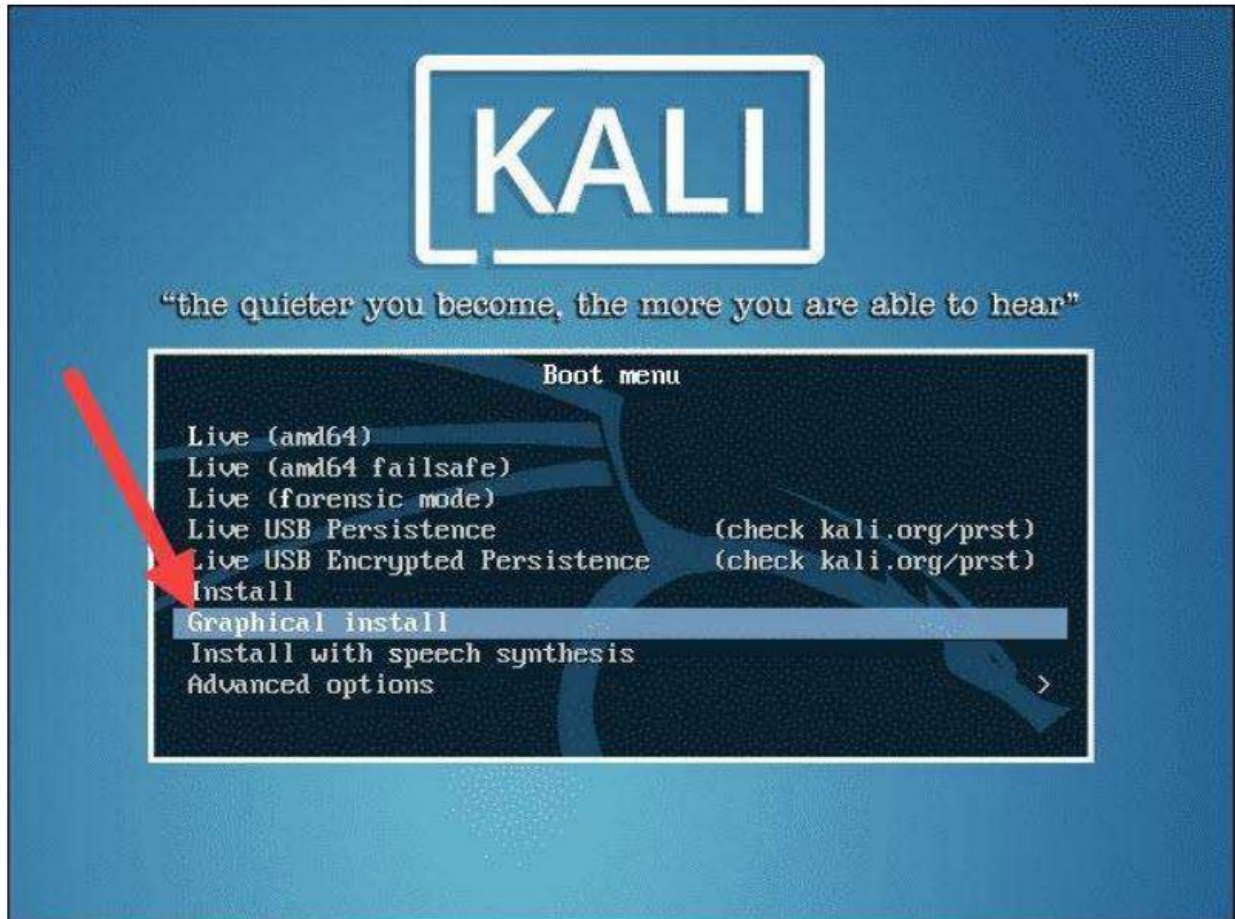 KALI
“the quieter you become, the more you are able to hear”
Boot menu
Live (amd64)
Live (amd64 failsafe)
Live (forensic mode)
Live USB Persistence (check kali.org/prst)
Live USB Encrypted Persistence (check kali.org/prst)
Install
Graphical install
Install with speech synthesis
Advanced options >